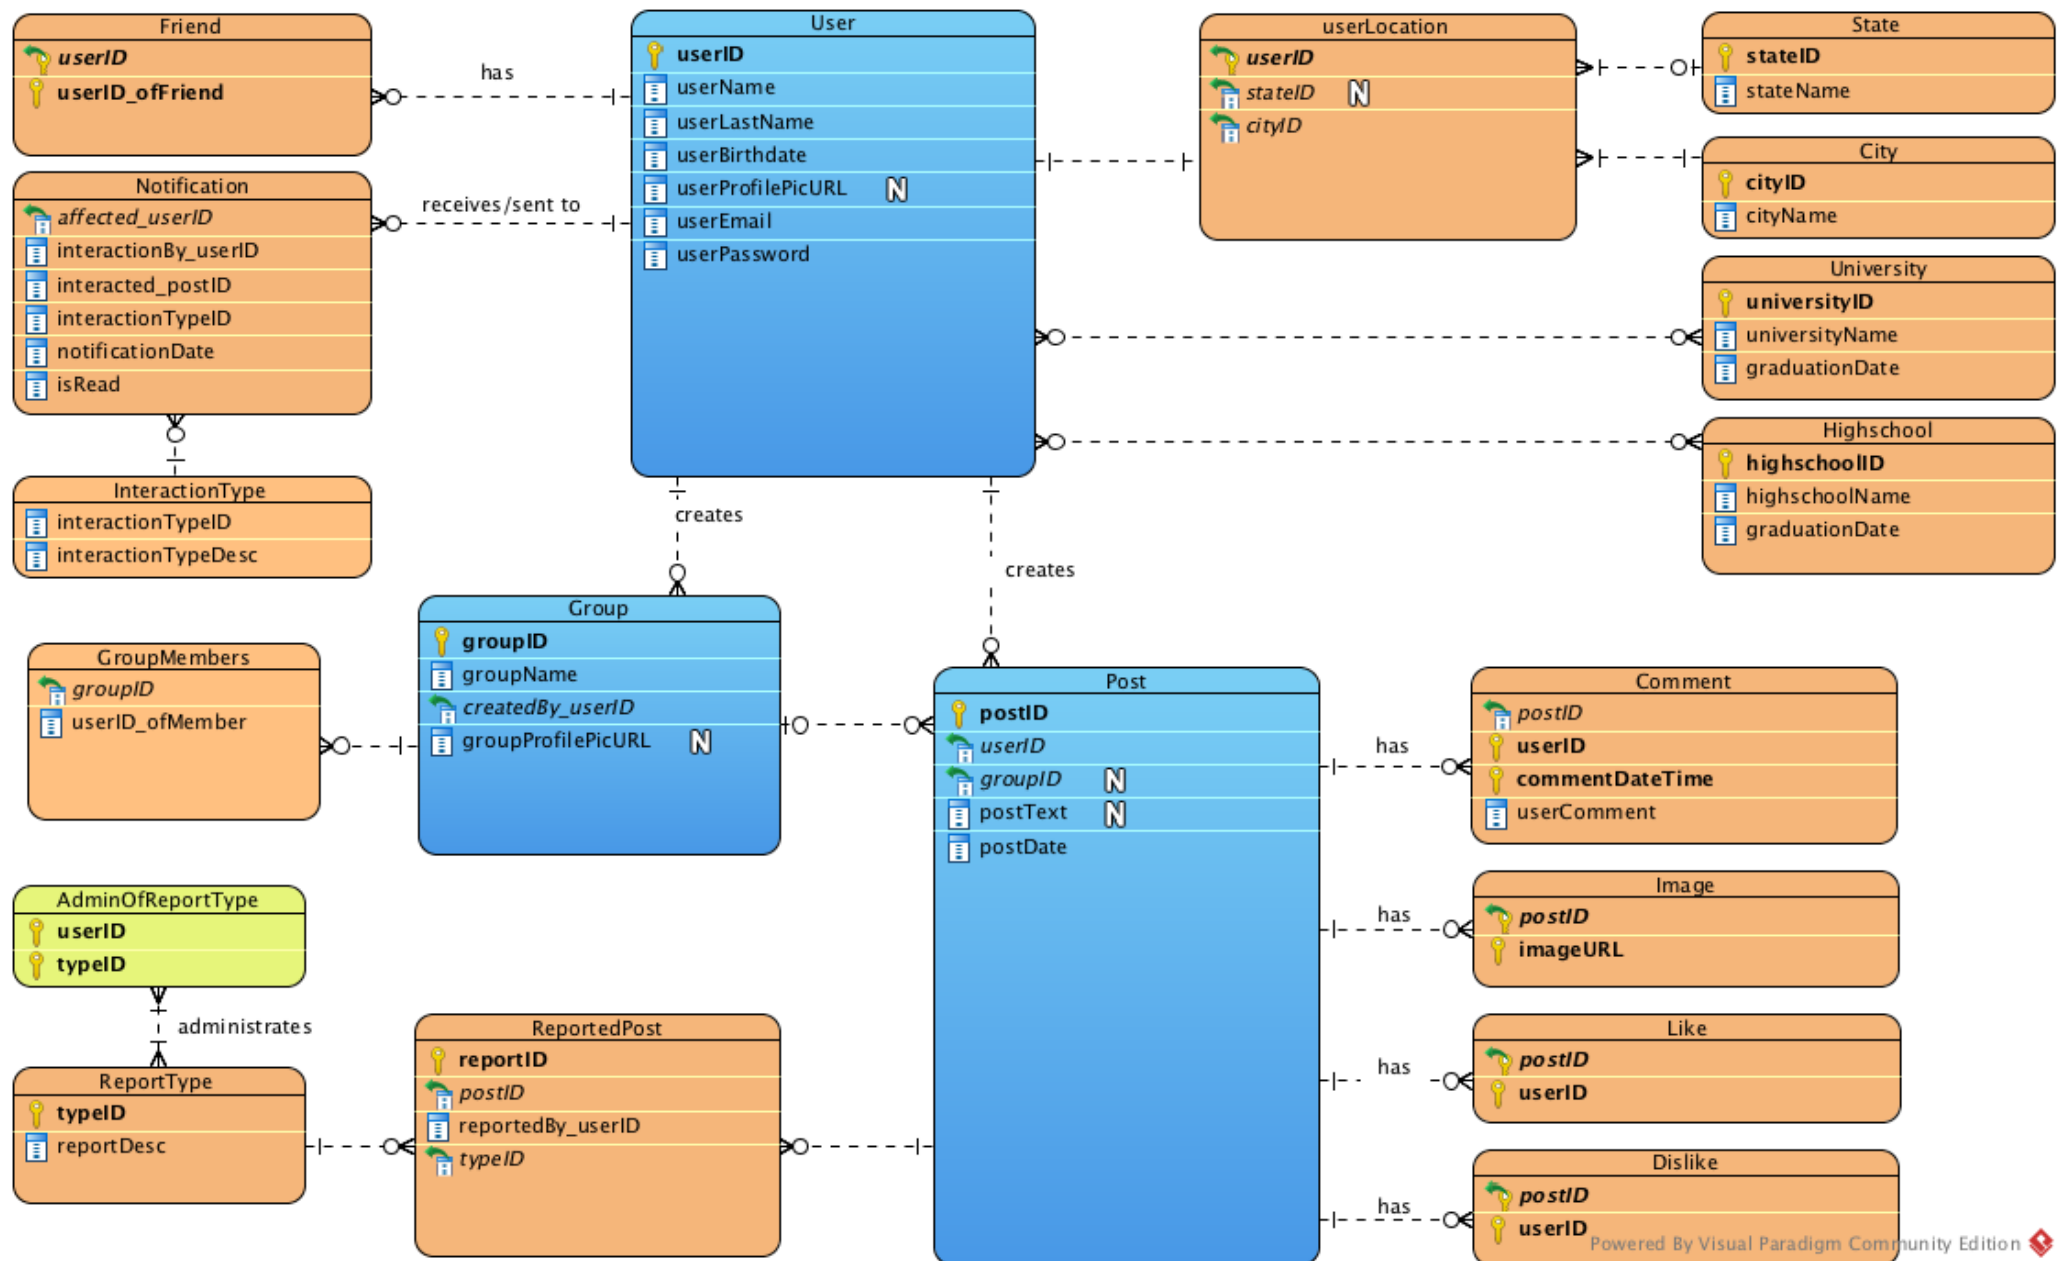 Friend
userID
userID_ofFriend
has
User
userID
userName
userLastName
userBirthdate
userProfilePicURL N
userEmail
userPassword
userLocation
userID
stateID N
cityID
State
stateID
stateName
City
cityID
cityName
Notification
affected_userID
interactionBy_userID
interacted_postID
interactionTypeID
notificationDate
isRead
receives/sent to
University
universityID
universityName
graduationDate
Highschool
highschoolID
highschoolName
graduationDate
InteractionType
interactionTypeID
interactionTypeDesc
creates
creates
Group
groupID
groupName
createdBy_userID
groupProfilePicURL N
GroupMembers
groupID
userID_ofMember
Post
postID
userID
groupID N
postText N
postDate
has
Comment
postID
userID
commentDateTime
userComment
has
Image
postID
imageURL
AdminOfReportType
userID
typeID
administrates
ReportType
typeID
reportDesc
ReportedPost
reportID
postID
reportedBy_userID
typeID
has
Like
postID
userID
has
Dislike
postID
userID
Powered By Visual Paradigm Community Edition